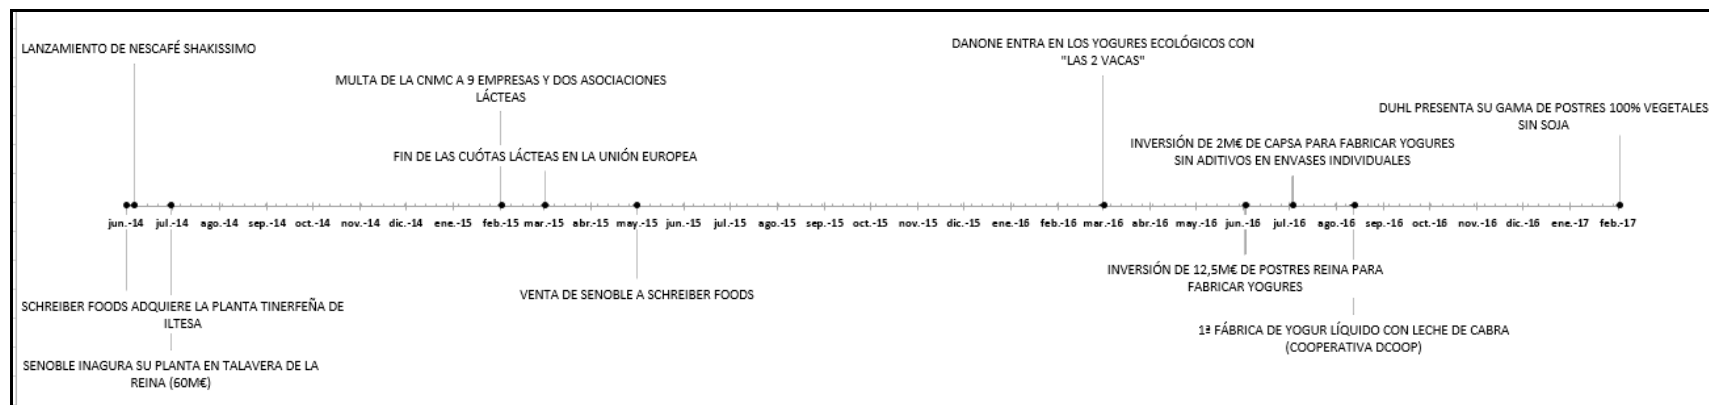 LANZAMIENTO DE NESCAFÉ SHAKISSIMO
MULTA DE LA CNMC A 9 EMPRESAS Y DOS ASOCIACIONES
LÁCTEAS
FIN DE LAS CUÓTAS LÁCTEAS EN LA UNIÓN EUROPEA
DANONE ENTRA EN LOS YOGURES ECOLÓGICOS CON
"LAS 2 VACAS"
INVERSIÓN DE 2M€ DE CAPSA PARA FABRICAR YOGURES
SIN ADITIVOS EN ENVASES INDIVIDUALES
DUHL PRESENTA SU GAMA DE POSTRES 100% VEGETALES
SIN SOJA
jun.-14 jul.-14 ago.-14 sep.-14 oct.-14 nov.-14 dic.-14 ene.-15 feb.-15 mar.-15 abr.-15 may.-15 jun.-15 jul.-15 ago.-15 sep.-15 oct.-15 nov.-15 dic.-15 ene.-16 feb.-16 mar.-16 abr.-16 may.-16 jun.-16 jul.-16 ago.-16 sep.-16 oct.-16 nov.-16 dic.-16 ene.-17 feb.-17
SCHREIBER FOODS ADQUIERE LA PLANTA TINERFEÑA DE
ILTESA
SENOBLE INAGURA SU PLANTA EN TALAVERA DE LA
REINA (60M€)
VENTA DE SENOBLE A SCHREIBER FOODS
INVERSIÓN DE 12,5M€ DE POSTRES REINA PARA
FABRICAR YOGURES
1ª FÁBRICA DE YOGUR LÍQUIDO CON LECHE DE CABRA
(COOPERATIVA DCOOP)